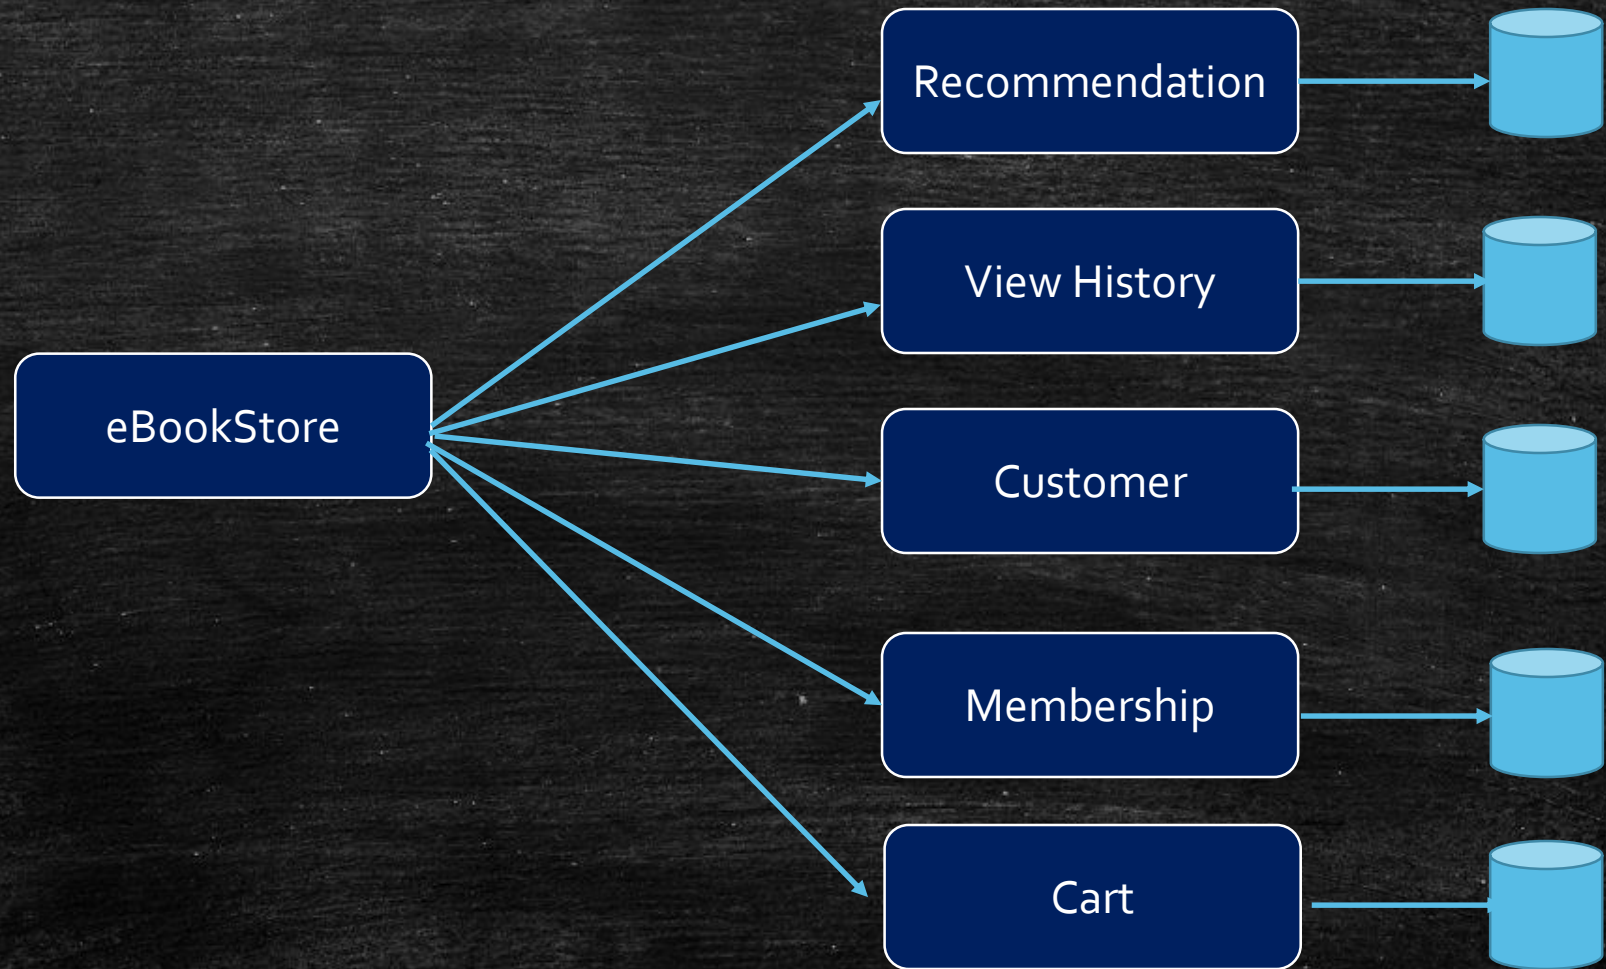 Recommendation
View History
eBookStore
Customer
Membership
Cart